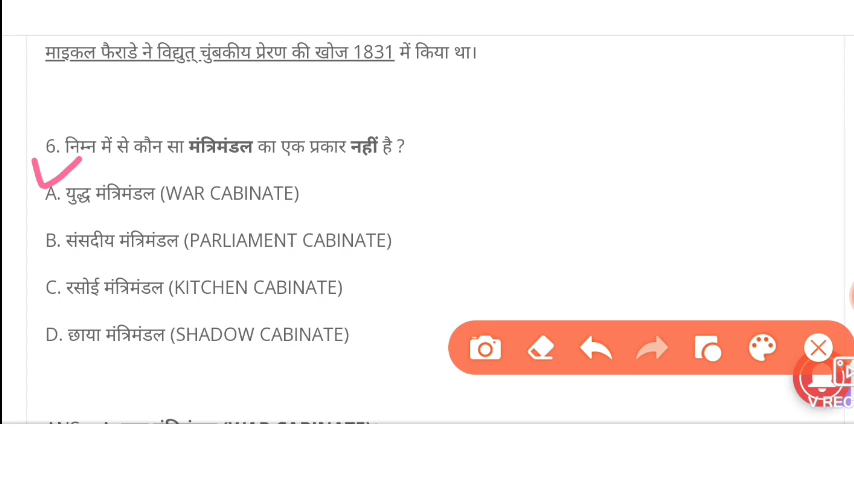 माइकल फैराडे ने विद्युत् चुंबकीय प्रेरण की खोज 1831 में किया था।
6. निम्न में से कौन सा मंत्रिमंडल का एक प्रकार नहीं है ?
A. युद्ध मंत्रिमंडल (WAR CABINATE)
B. संसदीय मंत्रिमंडल (PARLIAMENT CABINATE)
C. रसोई मंत्रिमंडल (KITCHEN CABINATE)
D. छाया मंत्रिमंडल (SHADOW CABINATE)
V REC